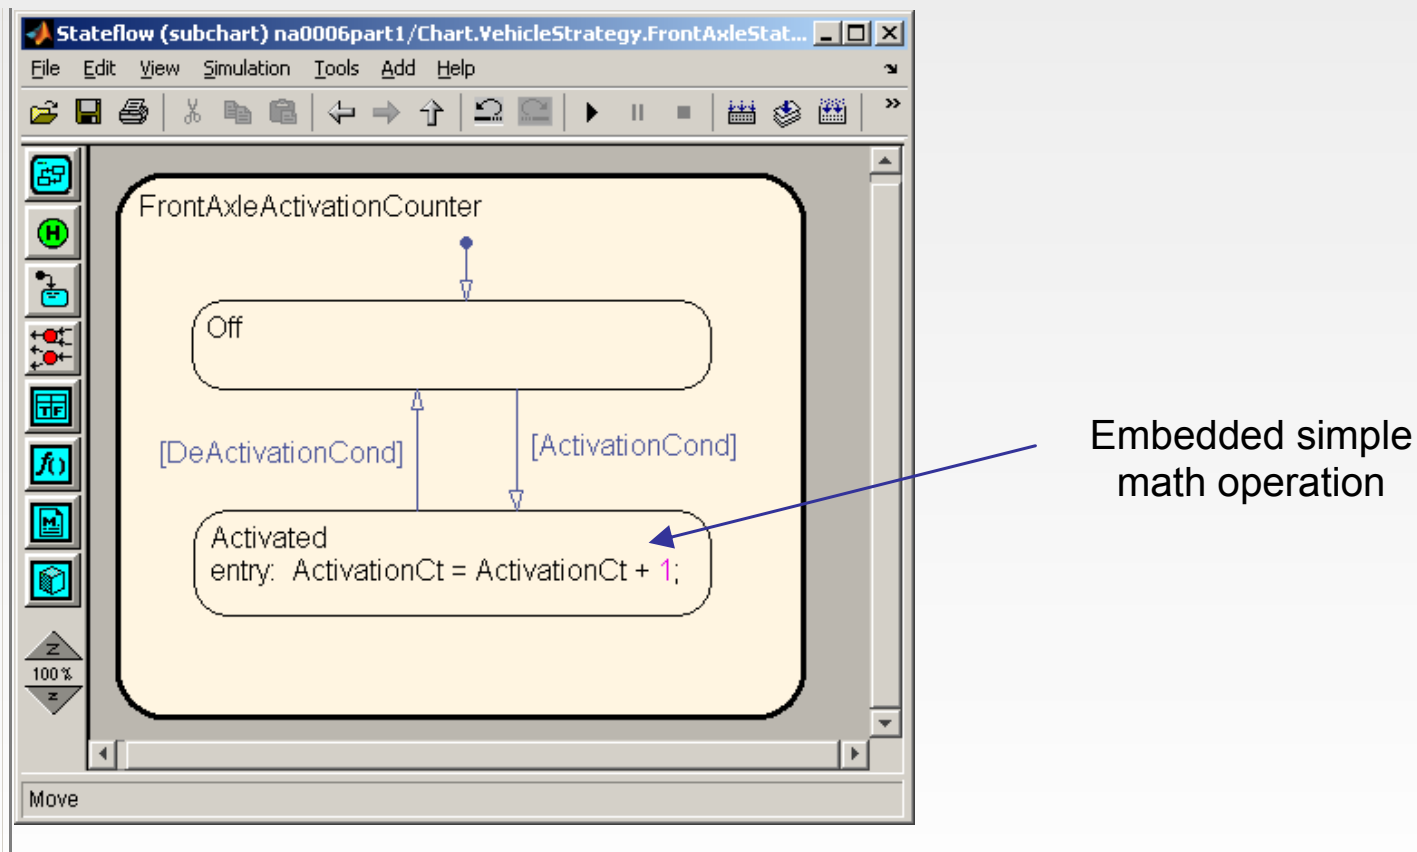 Stateflow (subchart) na0006part1/Chart.VehicleStrategy.FrontAxleStat...
File Edit View Simulation Tools Add Help
»
H
FrontAxleActivationCounter
Off
TF
f()
[DeActivationCond]
[ActivationCond]
Embedded simple
math operation
M
Activated
entry: ActivationCt = ActivationCt + 1;
Z
100%
Z
Move